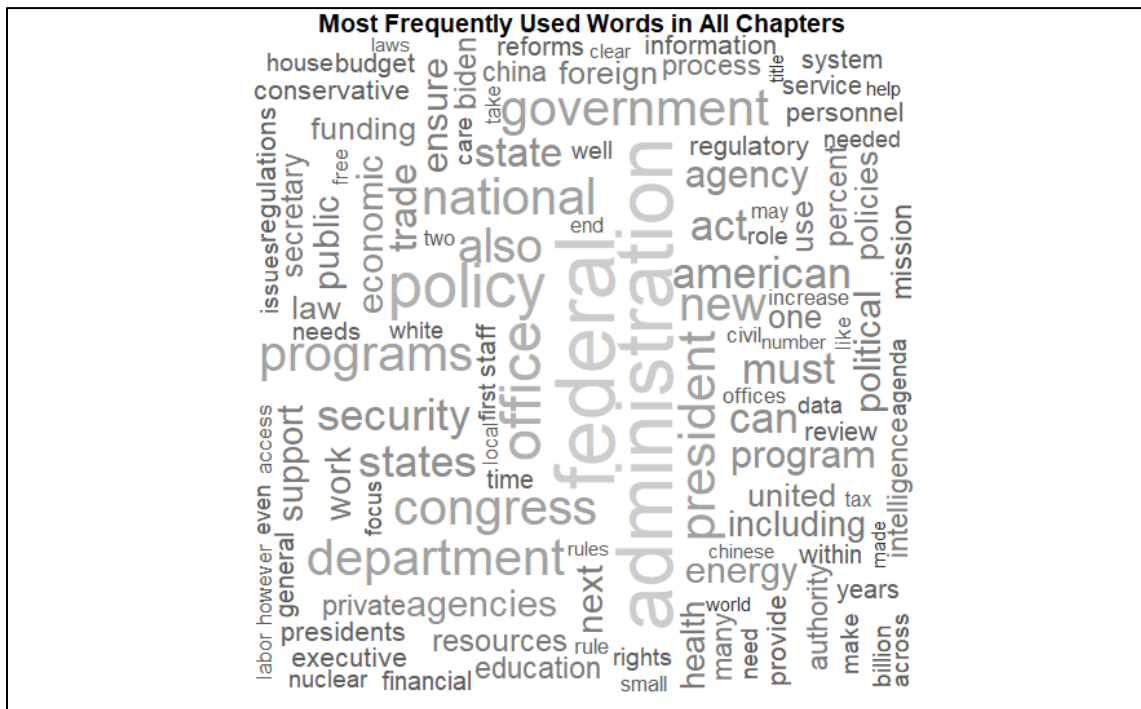 Most Frequently Used Words in All Chapters
laws
reforms
clear
information
house
budget
biden
china
foreign
process
title
system
conservative
ensure
take
government
service
help
personnel
funding
care
state
well
regulatory
needed
issues
regulations
secretary
free
public
economic
trade
national
agency
percent
policies
two
also
end
act
may
role
use
mission
law
policy
federal
administration
american
needs
white
new
increase
one
programs
office
first
staff
president
civil
number
like
political
must
agenda
security
local
offices
can
data
review
access
support
work
states
time
program
intelligence
even
focus
congress
united
tax
including
however
general
department
rules
chinese
within
made
energy
labor
private
agencies
next
health
world
authority
years
presidents
resources
rule
rights
many
need
provide
make
billion
across
executive
education
nuclear
financial
small